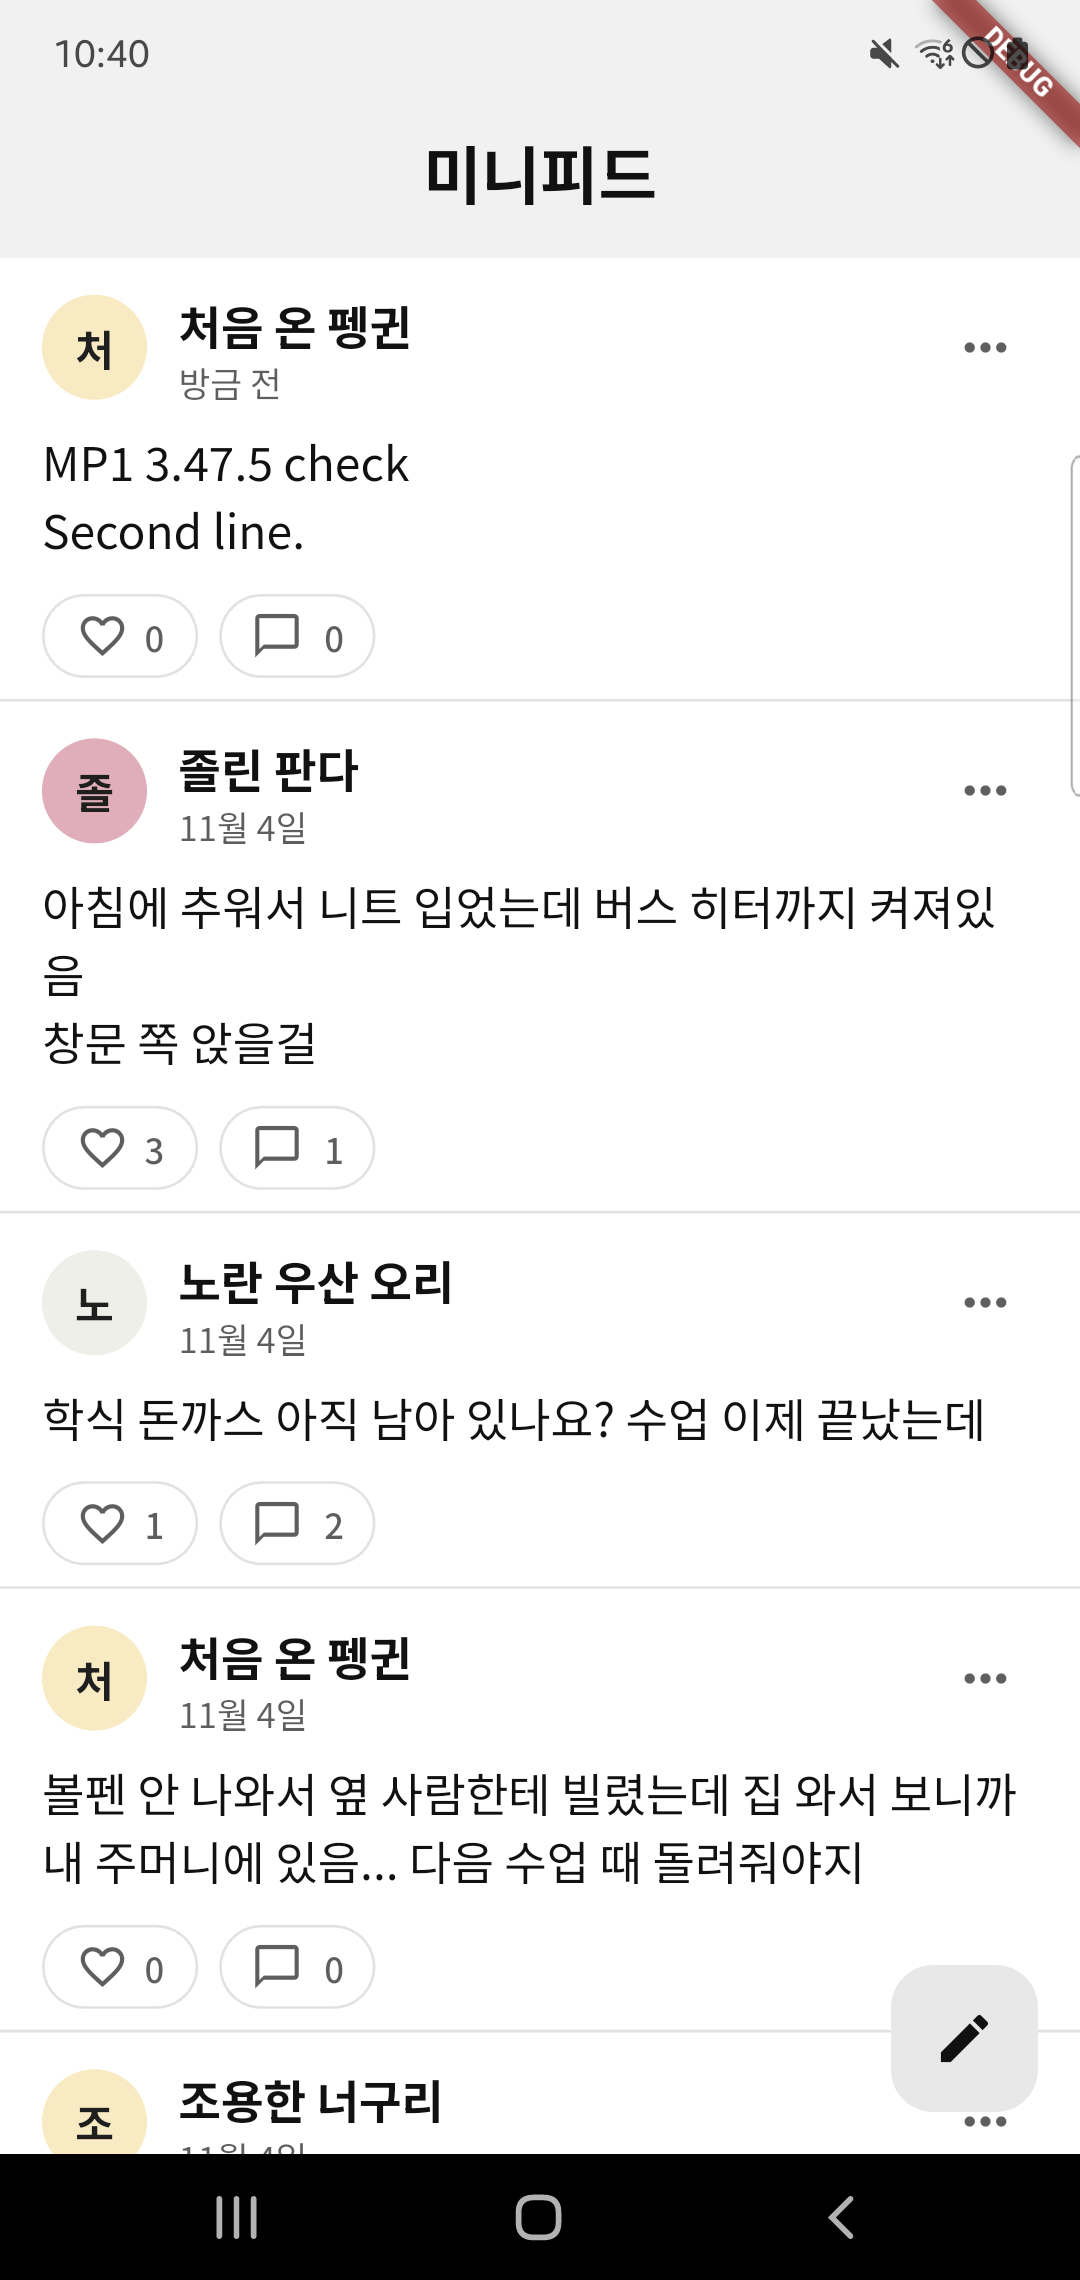 10:40
DEBUG
미니피드
처
처음 온 펭귄
방금 전
MP1 3.47.5 check
Second line.
0
0
졸
졸린 판다
11월 4일
아침에 추워서 니트 입었는데 버스 히터까지 켜져있
음
창문 쪽 앉을걸
3
1
노
노란 우산 오리
11월 4일
학식 돈까스 아직 남아 있나요? 수업 이제 끝났는데
1
2
처
처음 온 펭귄
11월 4일
볼펜 안 나와서 옆 사람한테 빌렸는데 집 와서 보니까
내 주머니에 있음... 다음 수업 때 돌려줘야지
0
0
조
조용한 너구리
11월 4일